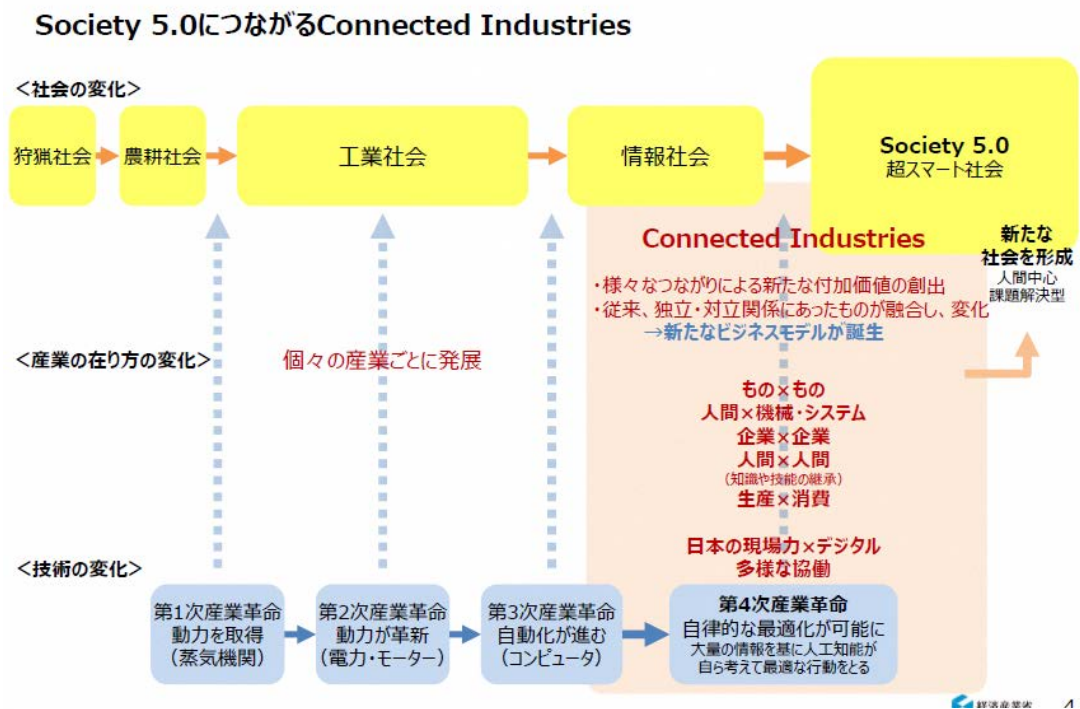 Society 5.0につながるConnected Industries
＜社会の変化＞
狩猟社会
農耕社会
工業社会
情報社会
Society 5.0
超スマート社会
Connected Industries
・様々なつながりによる新たな付加価値の創出
・従来、独立・対立関係にあったものが融合し、変化
→新たなビジネスモデルが誕生
新たな
社会を形成
人間中心
課題解決型
＜産業の在り方の変化＞
個々の産業ごとに発展
もの×もの
人間×機械・システム
企業×企業
人間×人間
（知識や技能の継承）
生産×消費
日本の現場力×デジタル
多様な協働
＜技術の変化＞
第1次産業革命
動力を取得
（蒸気機関）
第2次産業革命
動力が革新
（電力・モーター）
第3次産業革命
自動化が進む
（コンピュータ）
第4次産業革命
自律的な最適化が可能に
大量の情報を基に人工知能が
自ら考えて最適な行動をとる
経済産業省
4